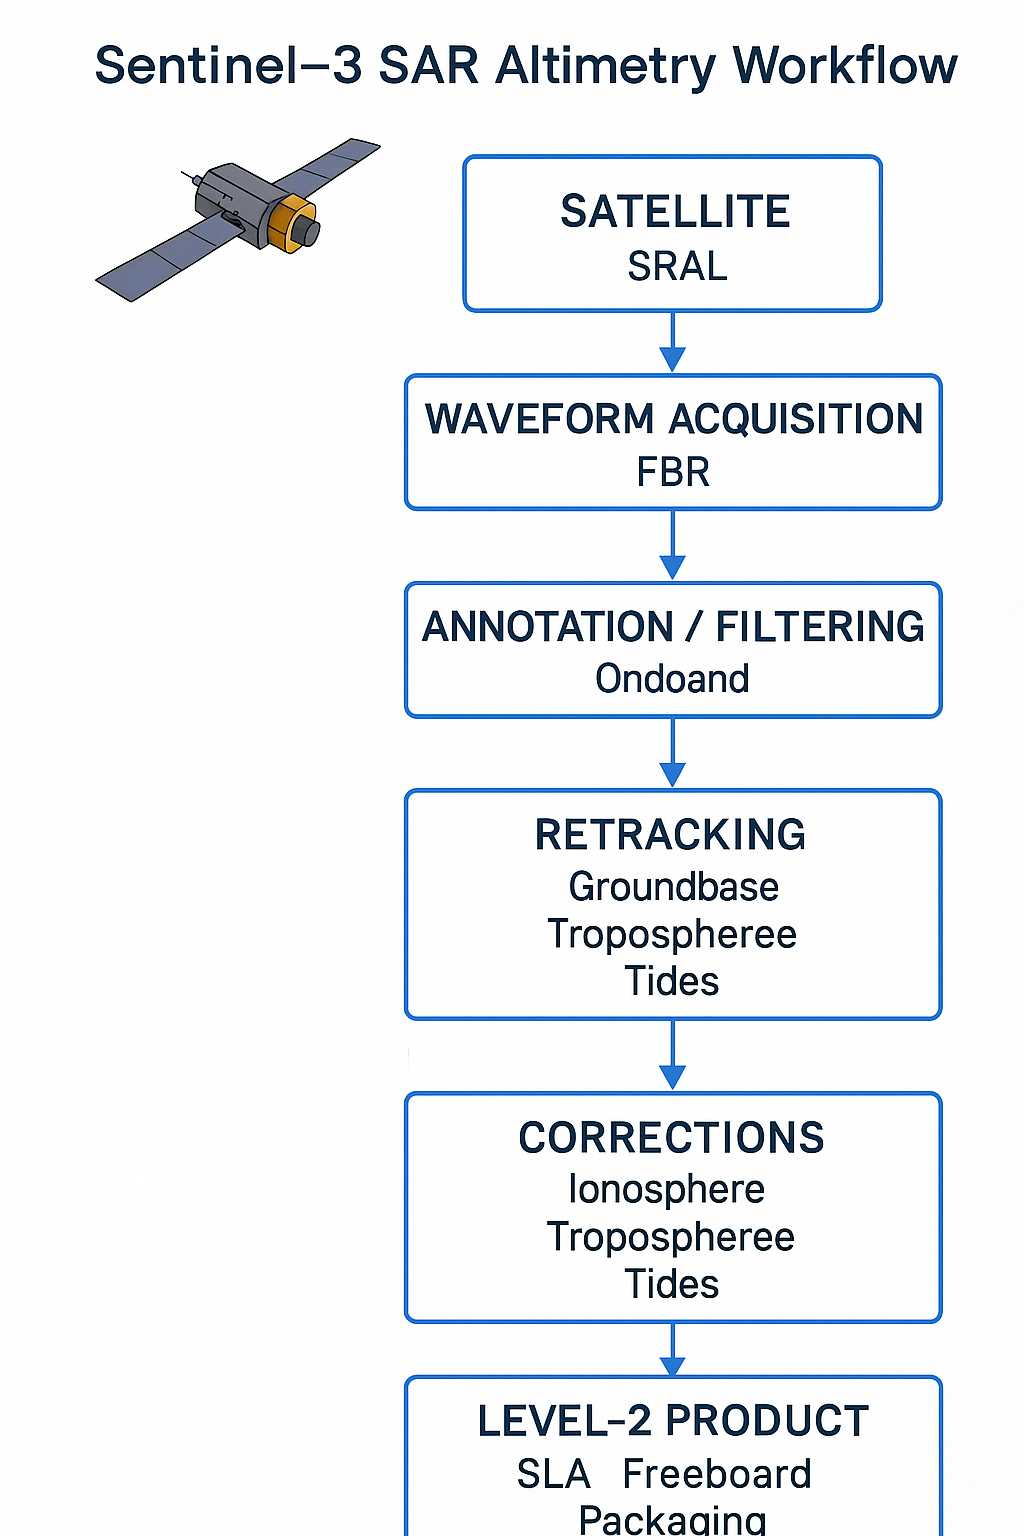 Sentinel–3 SAR Altimetry Workflow
SATELLITE
SRAL
WAVEFORM ACQUISITION
FBR
ANNOTATION / FILTERING
Ondoand
RETRACKING
Groundbase
Tropospheree
Tides
CORRECTIONS
Ionosphere
Tropospheree
Tides
LEVEL–2 PRODUCT
SLA Freeboard
Packaging